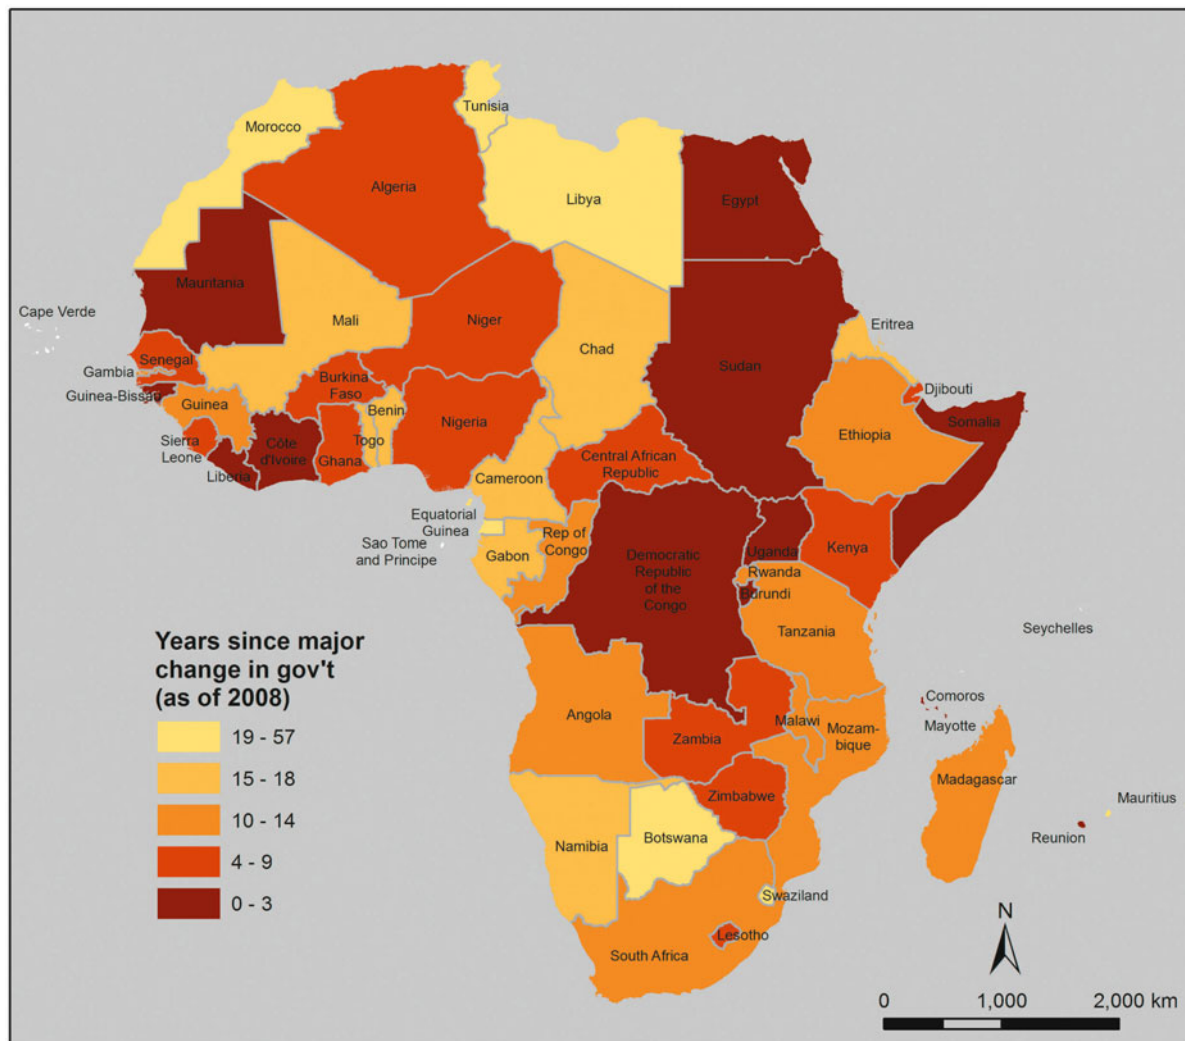 Tunisia
Morocco
Algeria
Libya
Egypt
Mauritania
Cape Verde
Mali
Niger
Chad
Eritrea
Senegal
Sudan
Gambia
Burkina
Faso
Djibouti
Guinea-Bissau
Guinea
Benin
Nigeria
Somalia
Ethiopia
Sierra
Leone
Côte
d'Ivoire
Togo
Ghana
Liberia
Central African
Republic
Cameroon
Equatorial
Guinea
Sao Tome
and Principe
Rep of
Congo
Gabon
Democratic
Republic
of the
Congo
Uganda
Kenya
Rwanda
Burundi
Tanzania
Seychelles
Years since major
change in gov't
(as of 2008)
19 - 57
15 - 18
10 - 14
4 - 9
0 - 3
Comoros
Mayotte
Angola
Malawi
Mozam-
bique
Zambia
Madagascar
Zimbabwe
Mauritius
Reunion
Namibia
Botswana
Swaziland
Lesotho
South Africa
N
0 1,000 2,000 km